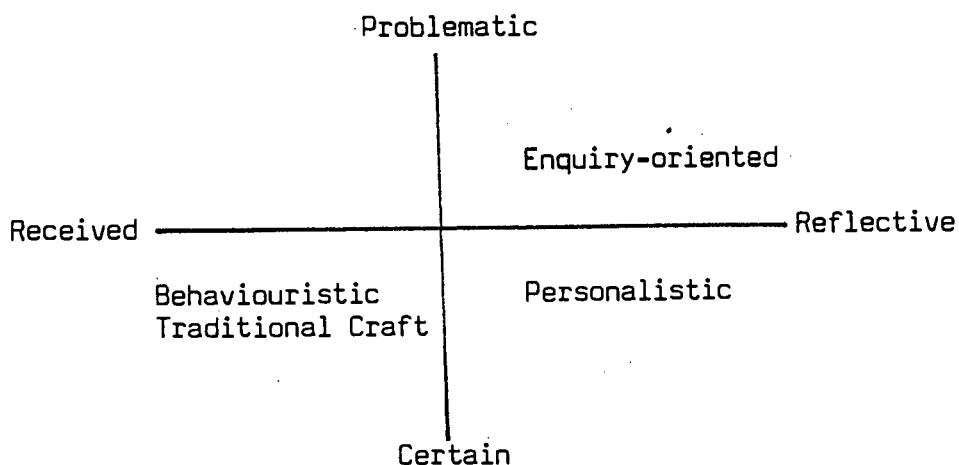 Problematic
Enquiry-oriented
Received
Reflective
Behaviouristic
Traditional Craft
Personalistic
Certain